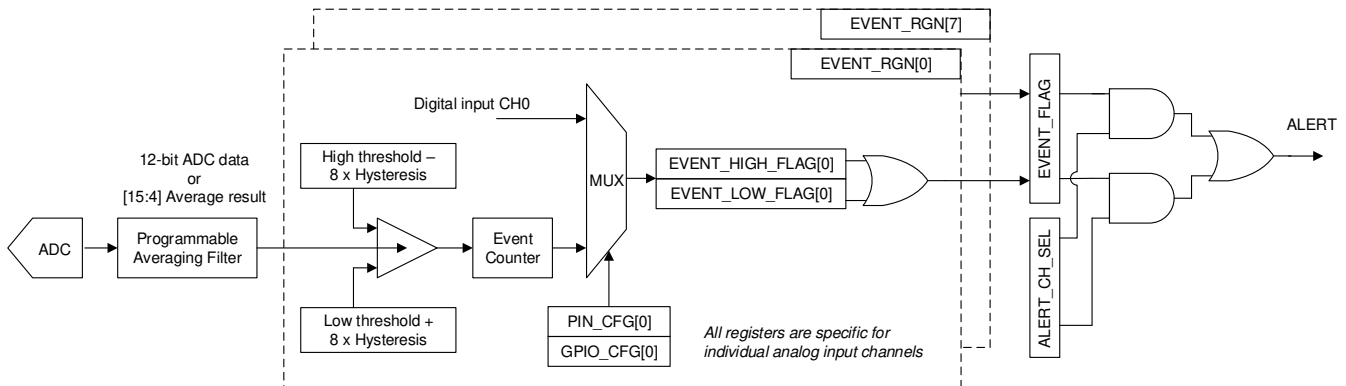 EVENT_RGN[7]
EVENT_RGN[0]
Digital input CH0
12-bit ADC data
or
[15:4] Average result
High threshold –
8 x Hysteresis
MUX
EVENT_HIGH_FLAG[0]
EVENT_LOW_FLAG[0]
EVENT_FLAG
ALERT
ADC
Programmable
Averaging Filter
Event
Counter
Low threshold +
8 x Hysteresis
PIN_CFG[0]
GPIO_CFG[0]
All registers are specific for
individual analog input channels
ALERT_CH_SEL